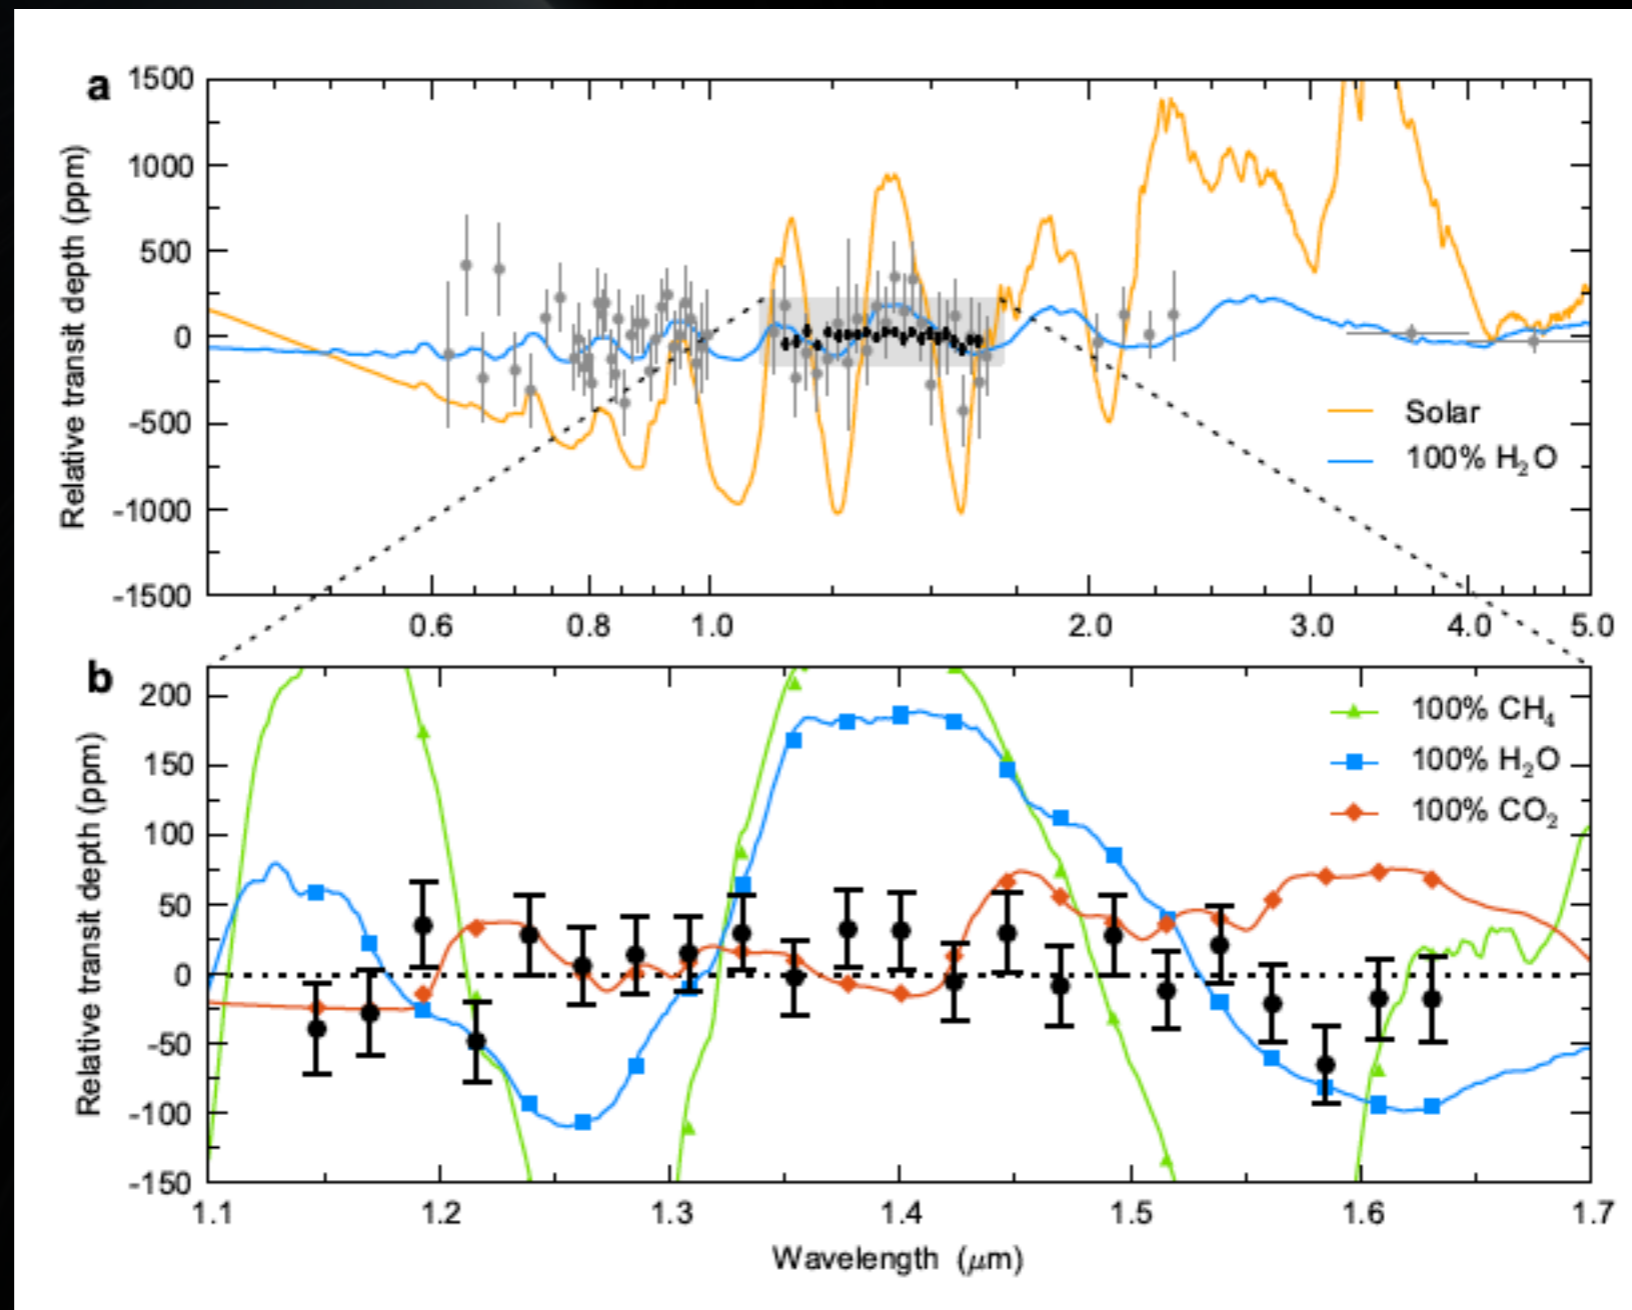 a
Relative transit depth (ppm)
1500
1000
500
0
-500
-1000
-1500
Solar
100% H₂O
0.6 0.8 1.0 2.0 3.0 4.0 5.0
b
Relative transit depth (ppm)
200
150
100
50
0
-50
-100
-150
100% CH₄
100% H₂O
100% CO₂
1.1 1.2 1.3 1.4 1.5 1.6 1.7
Wavelength (μm)